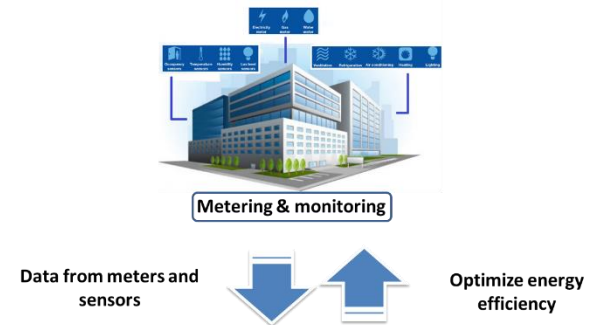 Electricity meter
Gas meter
Water meter
Occupancy sensors
Temperature sensors
Humidity sensors
Lux level sensors
Ventilation
Refrigeration
Air conditioning
Heating
Lighting
Metering & monitoring
Data from meters and
sensors
Optimize energy
efficiency